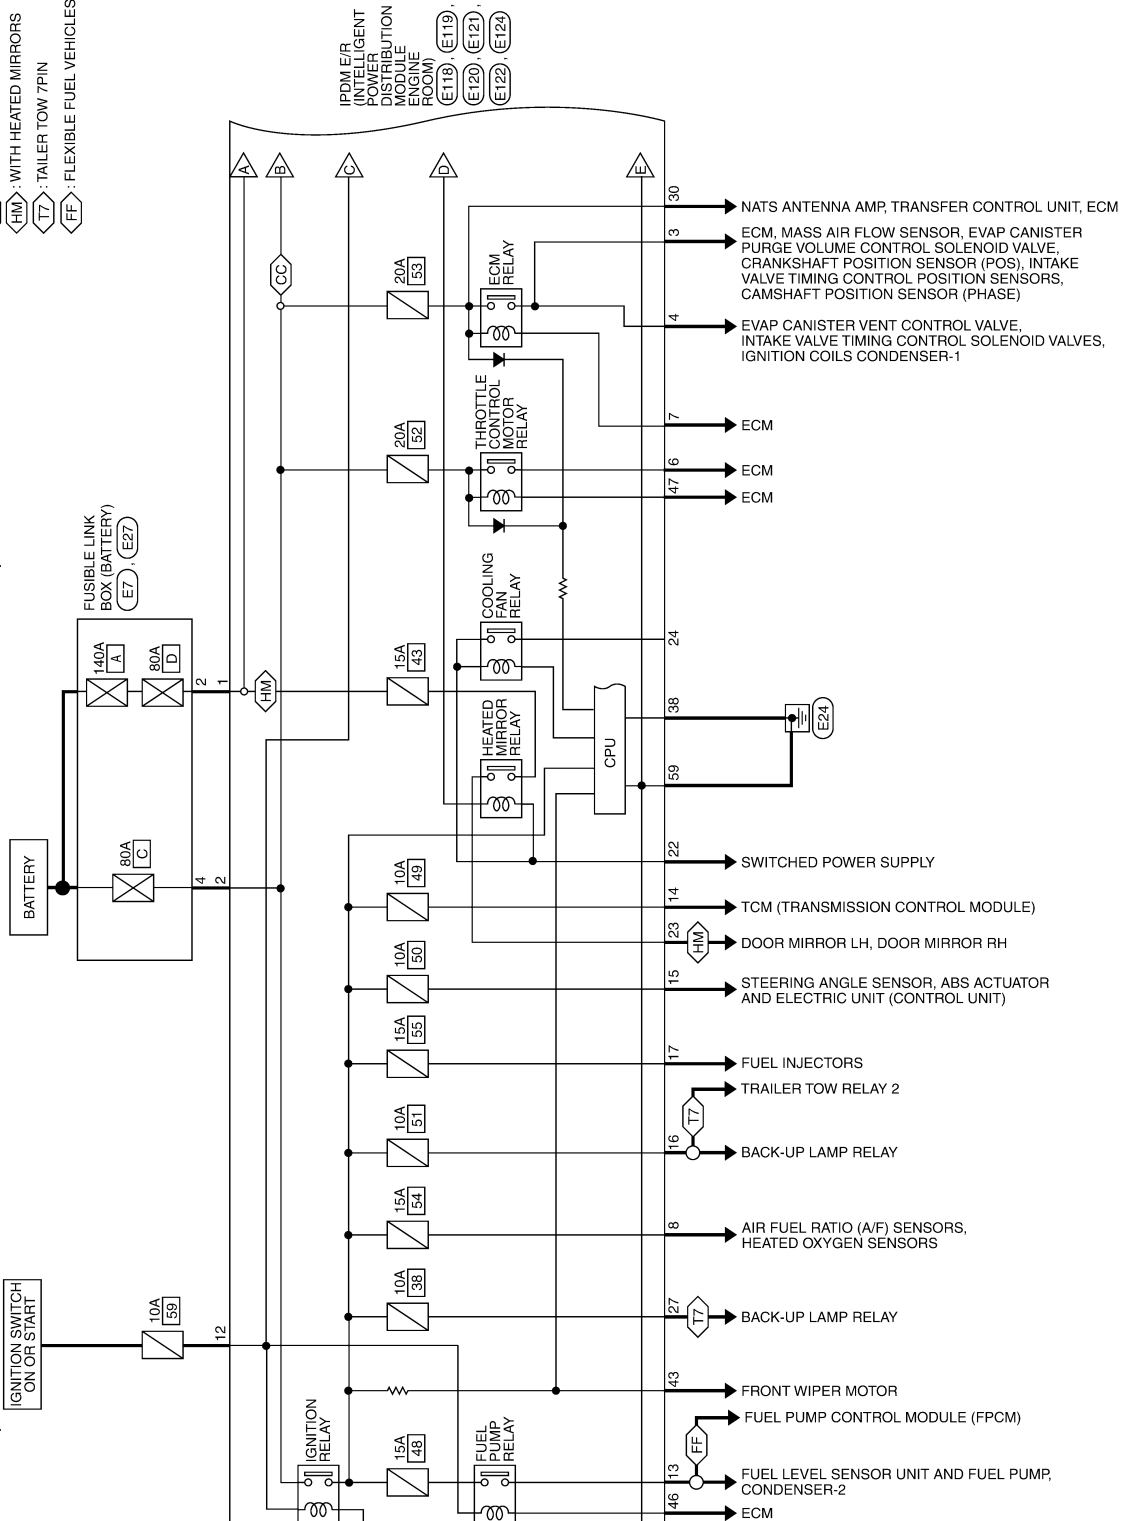 HM : WITH HEATED MIRRORS
T7 : TAILER TOW 7PIN
FF : FLEXIBLE FUEL VEHICLES
IPDM E/R
(INTELLIGENT
POWER
DISTRIBUTION
MODULE
ENGINE
ROOM)
E118 , E119 ,
E120 , E121 ,
E122 , E124
A
B
C
D
E
30
NATS ANTENNA AMP, TRANSFER CONTROL UNIT, ECM
CC
20A
53
ECM
RELAY
3
ECM, MASS AIR FLOW SENSOR, EVAP CANISTER
PURGE VOLUME CONTROL SOLENOID VALVE,
CRANKSHAFT POSITION SENSOR (POS), INTAKE
VALVE TIMING CONTROL POSITION SENSORS,
CAMSHAFT POSITION SENSOR (PHASE)
4
EVAP CANISTER VENT CONTROL VALVE,
INTAKE VALVE TIMING CONTROL SOLENOID VALVES,
IGNITION COILS CONDENSER-1
7
ECM
20A
52
THROTTLE
CONTROL
MOTOR
RELAY
6
ECM
47
ECM
FUSIBLE LINK
BOX (BATTERY)
E7 , E27
140A
A
80A
D
2
1
HM
15A
43
COOLING
FAN
RELAY
24
HEATED
MIRROR
RELAY
CPU
38
E24
59
BATTERY
80A
C
4
2
22
SWITCHED POWER SUPPLY
10A
49
14
TCM (TRANSMISSION CONTROL MODULE)
23
HM
DOOR MIRROR LH, DOOR MIRROR RH
10A
50
15
STEERING ANGLE SENSOR, ABS ACTUATOR
AND ELECTRIC UNIT (CONTROL UNIT)
15A
55
17
FUEL INJECTORS
TRAILER TOW RELAY 2
T7
10A
51
16
BACK-UP LAMP RELAY
15A
54
8
AIR FUEL RATIO (A/F) SENSORS,
HEATED OXYGEN SENSORS
10A
38
27
T7
BACK-UP LAMP RELAY
IGNITION SWITCH
ON OR START
10A
59
12
43
FRONT WIPER MOTOR
FUEL PUMP CONTROL MODULE (FPCM)
FF
IGNITION
RELAY
15A
48
FUEL
PUMP
RELAY
13
FUEL LEVEL SENSOR UNIT AND FUEL PUMP,
CONDENSER-2
46
ECM